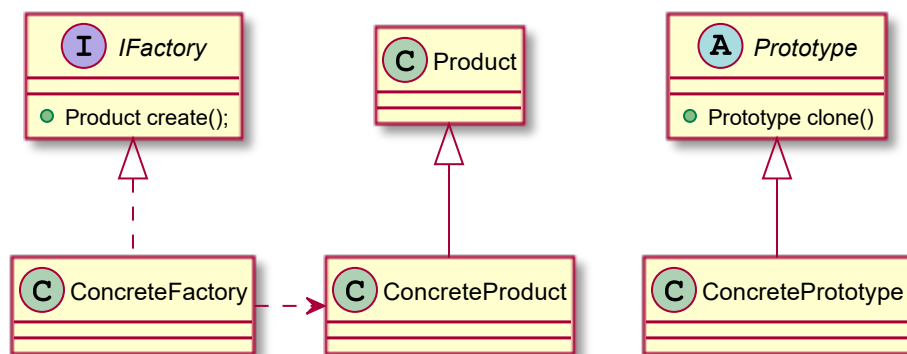 I IFactory
Product create();
C Product
A Prototype
Prototype clone()
C ConcreteFactory
C ConcreteProduct
C ConcretePrototype